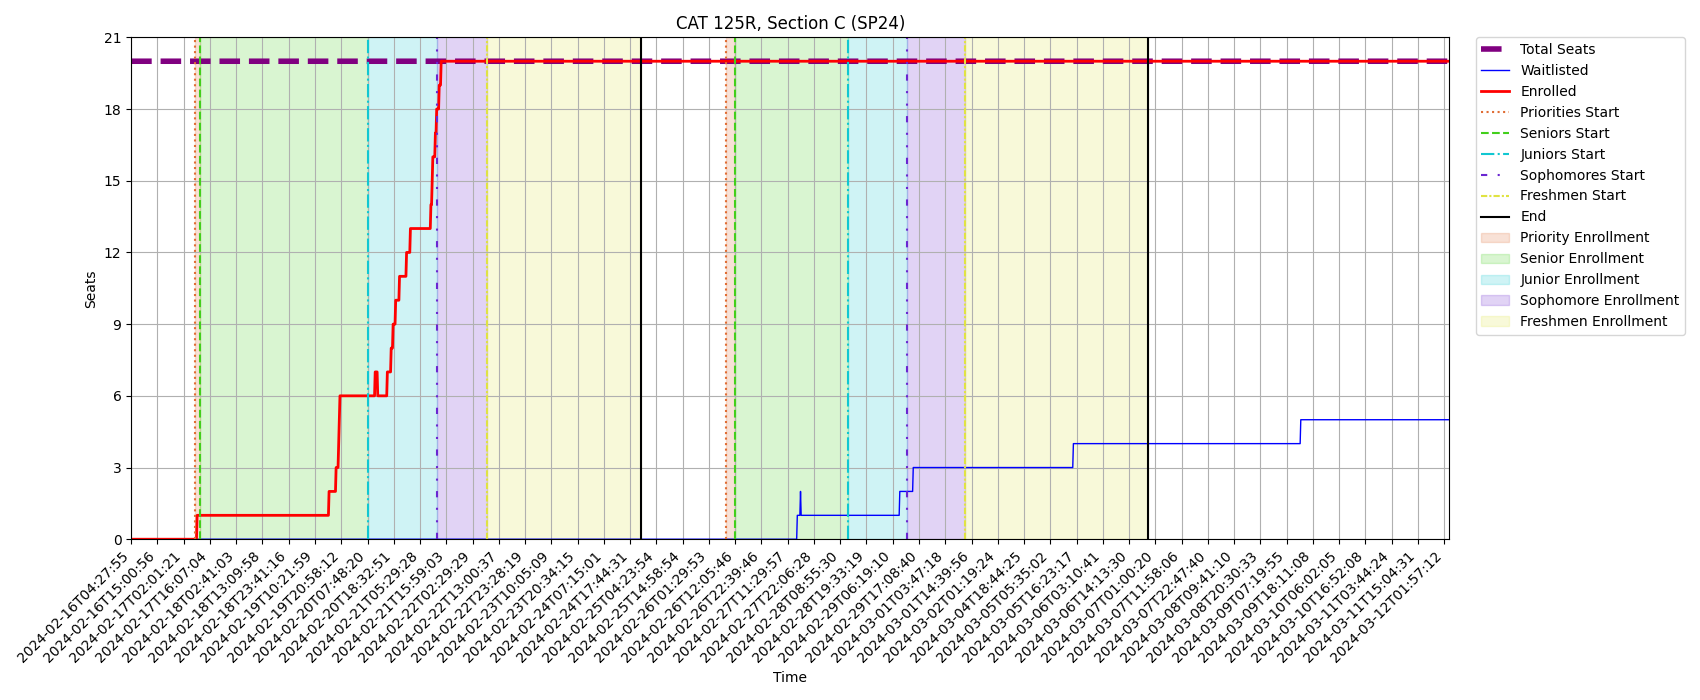 CAT 125R, Section C (SP24)
21
18
15
12
9
6
3
0
Seats
2024-02-16T04:27:55
2024-02-16T15:00:56
2024-02-17T02:01:21
2024-02-17T16:07:04
2024-02-18T02:41:03
2024-02-18T13:09:58
2024-02-18T23:41:16
2024-02-19T10:21:59
2024-02-19T20:58:12
2024-02-20T07:48:20
2024-02-20T18:32:51
2024-02-21T05:29:28
2024-02-21T15:59:03
2024-02-22T02:29:29
2024-02-22T13:00:37
2024-02-22T23:28:19
2024-02-23T10:05:09
2024-02-23T20:34:15
2024-02-24T07:15:01
2024-02-24T17:44:31
2024-02-25T04:23:54
2024-02-25T14:58:54
2024-02-26T01:29:53
2024-02-26T12:05:46
2024-02-26T22:39:46
2024-02-27T11:29:57
2024-02-27T22:06:28
2024-02-28T08:55:30
2024-02-28T19:33:19
2024-02-29T06:19:10
2024-02-29T17:08:40
2024-03-01T03:47:18
2024-03-01T14:39:56
2024-03-02T01:19:24
2024-03-04T18:44:25
2024-03-05T05:35:02
2024-03-05T16:23:17
2024-03-06T03:10:41
2024-03-06T14:13:30
2024-03-07T01:00:20
2024-03-07T11:58:06
2024-03-07T22:47:40
2024-03-08T09:41:10
2024-03-08T20:30:33
2024-03-09T07:19:55
2024-03-09T18:11:08
2024-03-10T06:02:05
2024-03-10T16:52:08
2024-03-11T03:44:24
2024-03-11T15:04:31
2024-03-12T01:57:12
Time
Total Seats
Waitlisted
Enrolled
Priorities Start
Seniors Start
Juniors Start
Sophomores Start
Freshmen Start
End
Priority Enrollment
Senior Enrollment
Junior Enrollment
Sophomore Enrollment
Freshmen Enrollment